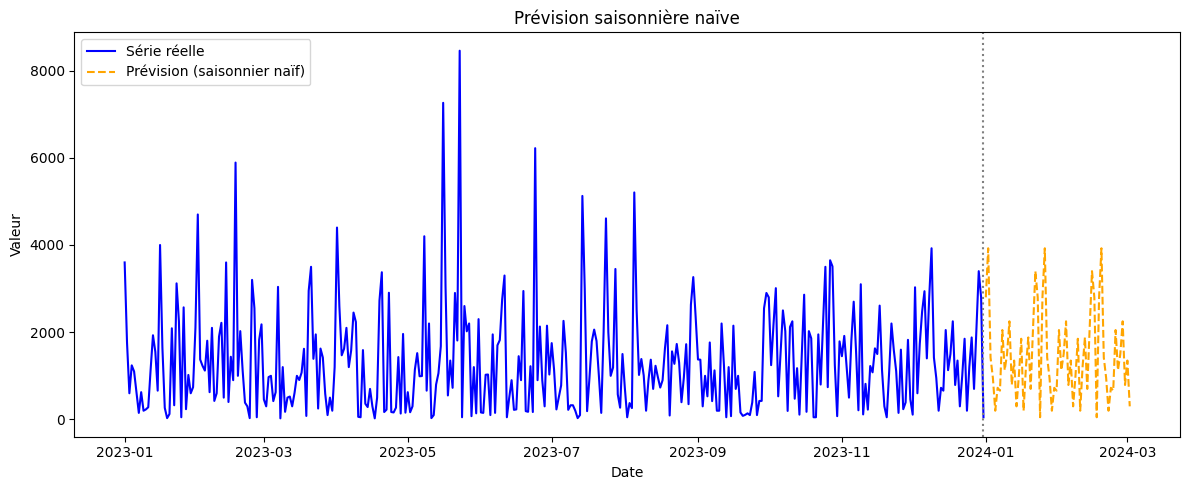 Prévision saisonnière naïve
Série réelle
Prévision (saisonnier naïf)
Valeur
8000
6000
4000
2000
0
2023-01 2023-03 2023-05 2023-07 2023-09 2023-11 2024-01 2024-03
Date